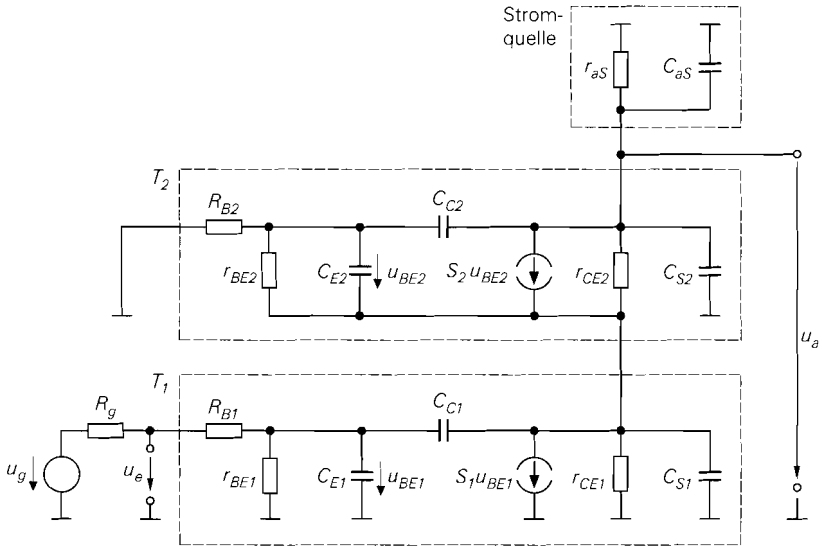 Strom-
quelle
r_aS
C_aS
T_2
R_B2
C_C2
r_BE2
C_E2
u_BE2
S_2 u_BE2
r_CE2
C_S2
u_a
T_1
R_g
R_B1
C_C1
u_g
u_e
r_BE1
C_E1
u_BE1
S_1 u_BE1
r_CE1
C_S1